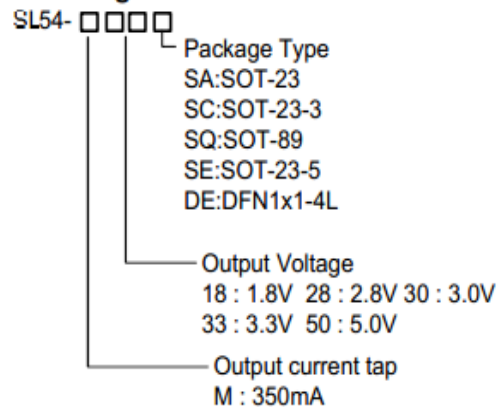 SL54- □□□□
Package Type
SA:SOT-23
SC:SOT-23-3
SQ:SOT-89
SE:SOT-23-5
DE:DFN1x1-4L
Output Voltage
18 : 1.8V 28 : 2.8V 30 : 3.0V
33 : 3.3V 50 : 5.0V
Output current tap
M : 350mA